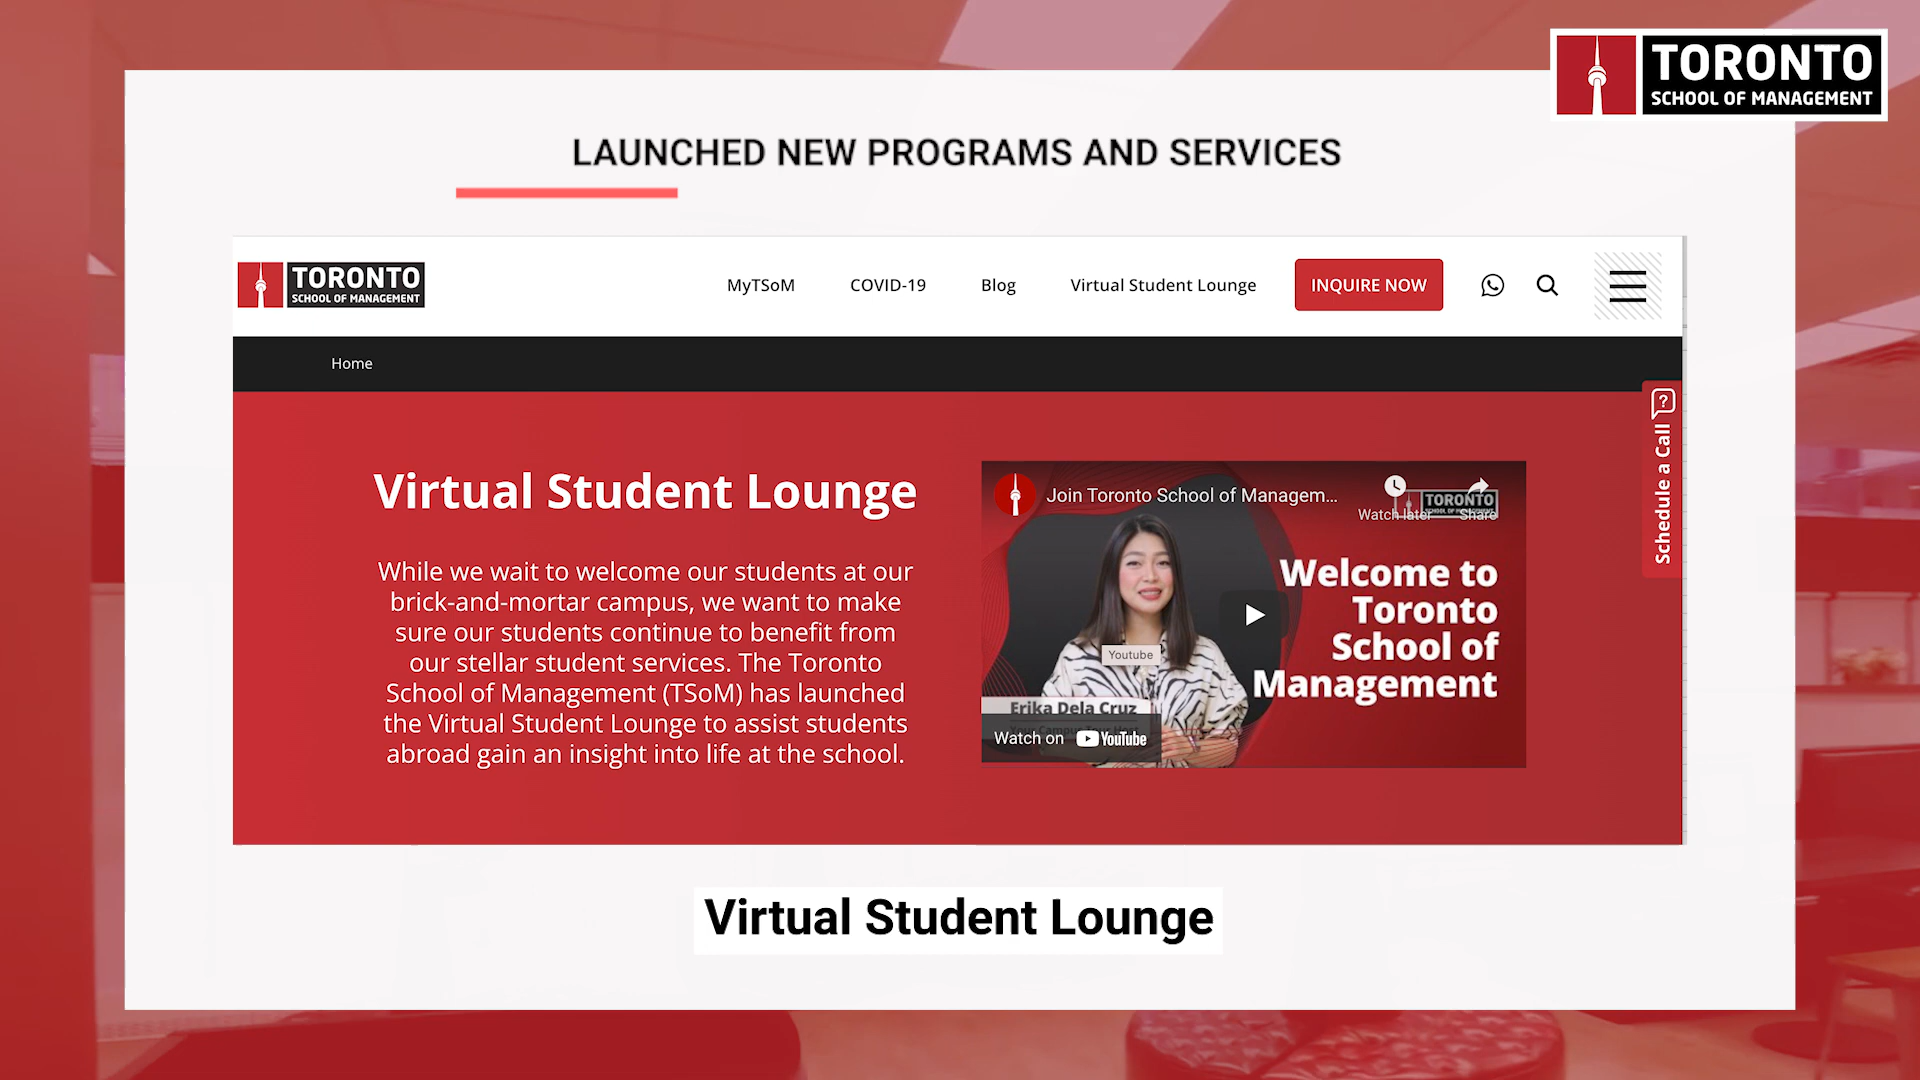 TORONTO
SCHOOL OF MANAGEMENT
LAUNCHED NEW PROGRAMS AND SERVICES
TORONTO
SCHOOL OF MANAGEMENT
MyTSoM
COVID-19
Blog
Virtual Student Lounge
INQUIRE NOW
Home
Schedule a Call
Virtual Student Lounge
While we wait to welcome our students at our
brick-and-mortar campus, we want to make
sure our students continue to benefit from
our stellar student services. The Toronto
School of Management (TSoM) has launched
the Virtual Student Lounge to assist students
abroad gain an insight into life at the school.
Join Toronto School of Managem...
Watch later
Share
TORONTO
SCHOOL OF MANAGEMENT
Welcome to
Toronto
School of
Management
Youtube
Erika Dela Cruz
Watch on YouTube
Virtual Student Lounge